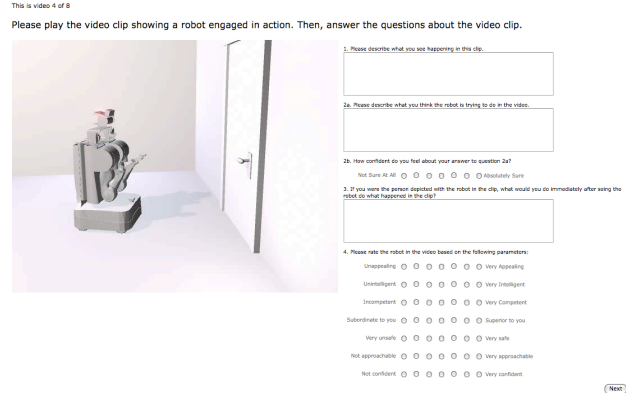 This is video 4 of 8
Please play the video clip showing a robot engaged in action. Then, answer the questions about the video clip.
1. Please describe what you see happening in this clip.
2a. Please describe what you think the robot is trying to do in the video.
2b. How confident do you feel about your answer to question 2a?
Not Sure At All Absolutely Sure
3. If you were the person depicted with the robot in the clip, what would you do immediately after seing the
robot do what happened in the clip?
4. Please rate the robot in the video based on the following parameters:
Unappealing Very Appealing
Unintelligent Very Intelligent
Incompetent Very Competent
Subordinate to you Superior to you
Very unsafe Very safe
Not approachable Very approachable
Not confident Very confident
Next